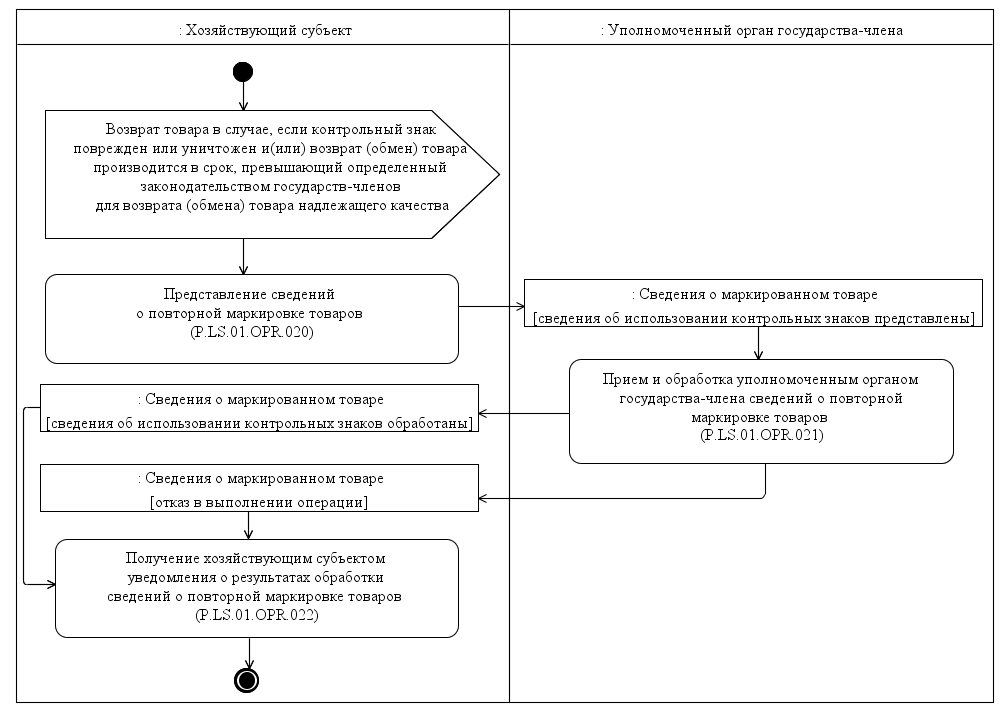 : Хозяйствующий субъект
: Уполномоченный орган государства-члена
Возврат товара в случае, если контрольный знак
поврежден или уничтожен и(или) возврат (обмен) товара
производится в срок, превышающий определенный
законодательством государств-членов
для возврата (обмена) товара надлежащего качества
Представление сведений
о повторной маркировке товаров
(P.LS.01.OPR.020)
: Сведения о маркированном товаре
[сведения об использовании контрольных знаков представлены]
Прием и обработка уполномоченным органом
государства-члена сведений о повторной
маркировке товаров
(P.LS.01.OPR.021)
: Сведения о маркированном товаре
[сведения об использовании контрольных знаков обработаны]
: Сведения о маркированном товаре
[отказ в выполнении операции]
Получение хозяйствующим субъектом
уведомления о результатах обработки
сведений о повторной маркировке товаров
(P.LS.01.OPR.022)